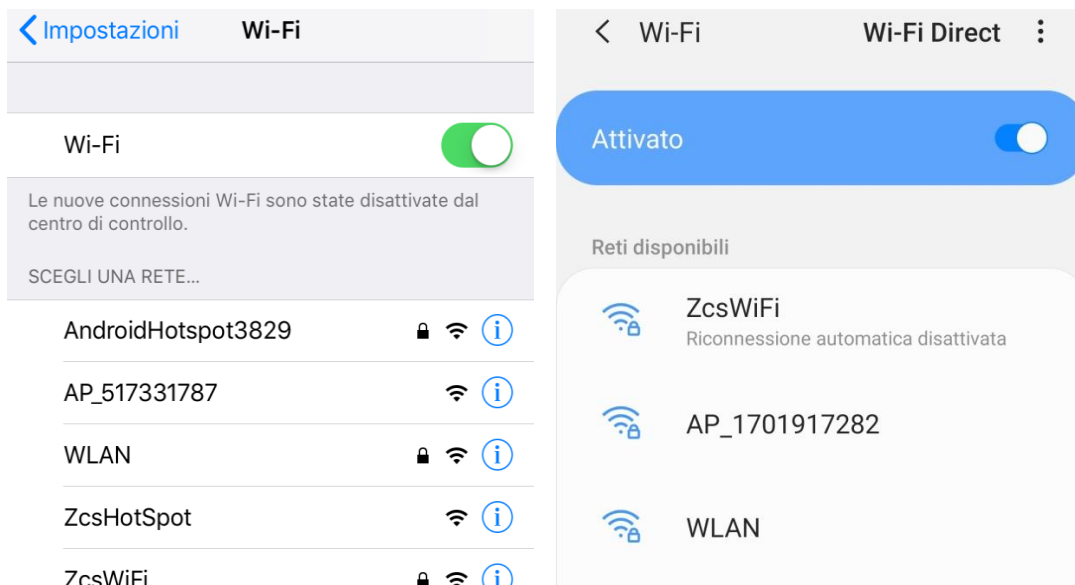 Impostazioni
Wi-Fi
Wi-Fi
Le nuove connessioni Wi-Fi sono state disattivate dal
centro di controllo.
SCEGLI UNA RETE...
AndroidHotspot3829
AP_517331787
WLAN
ZcsHotSpot
ZcsWiFi
Wi-Fi
Wi-Fi Direct
Attivato
Reti disponibili
ZcsWiFi
Riconnessione automatica disattivata
AP_1701917282
WLAN